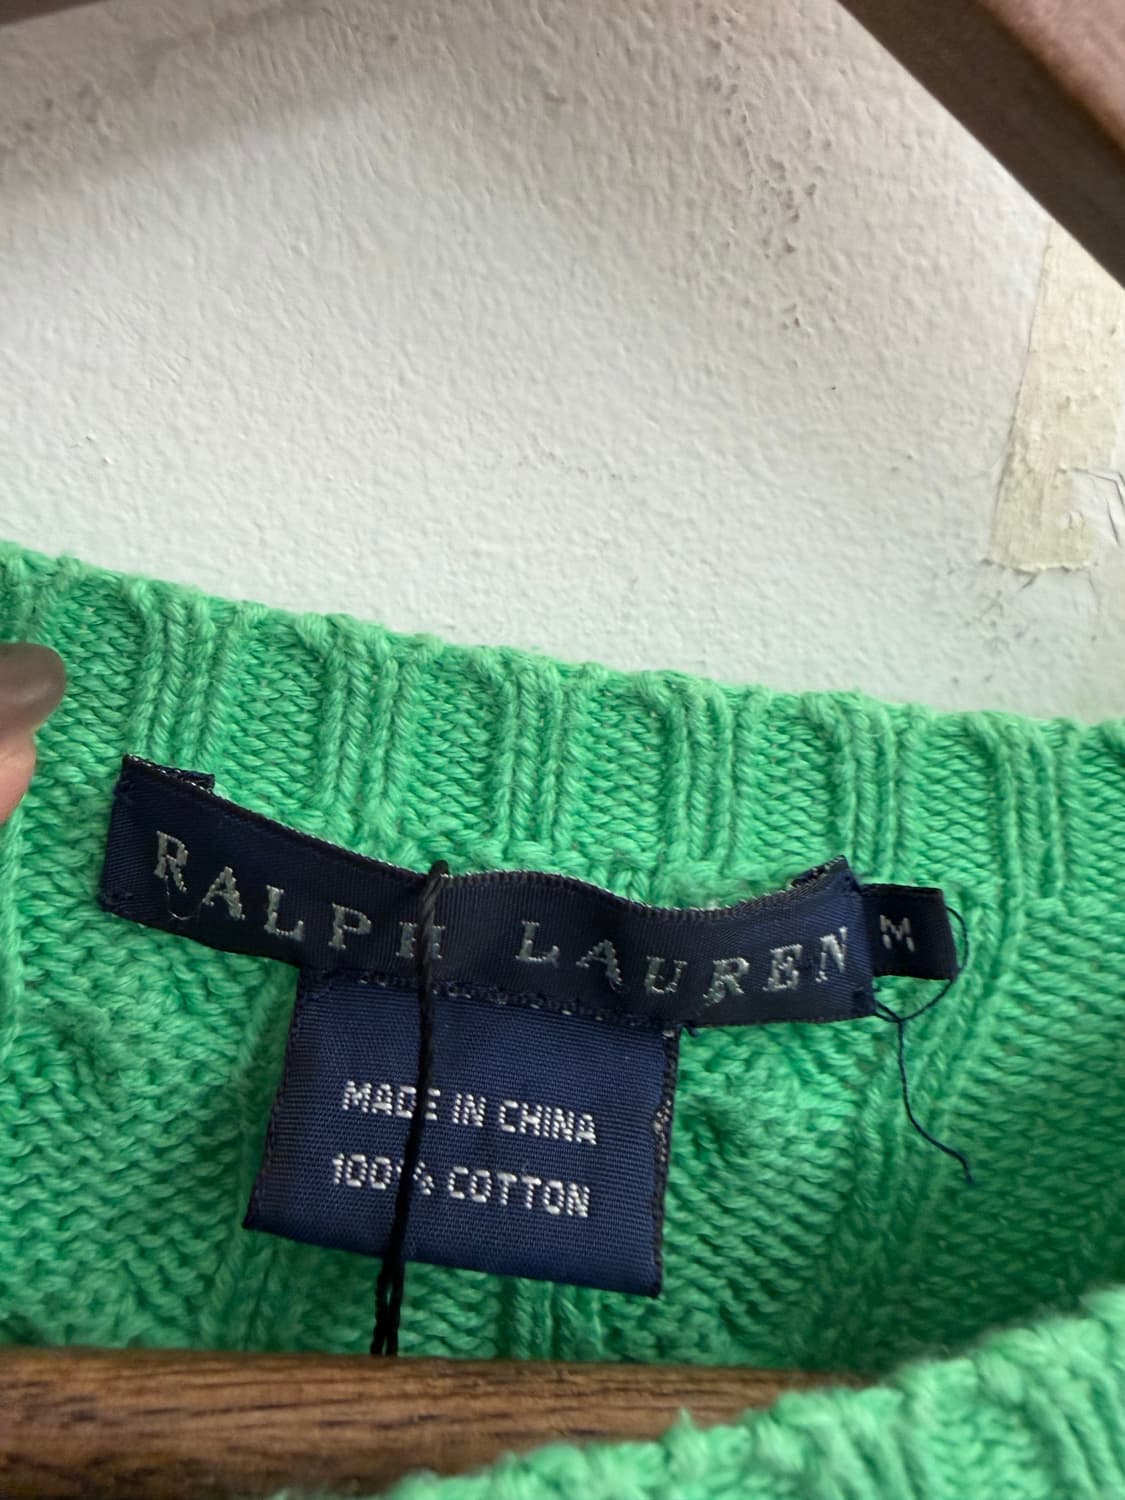 RALPH LAUREN
M
MADE IN CHINA
100% COTTON